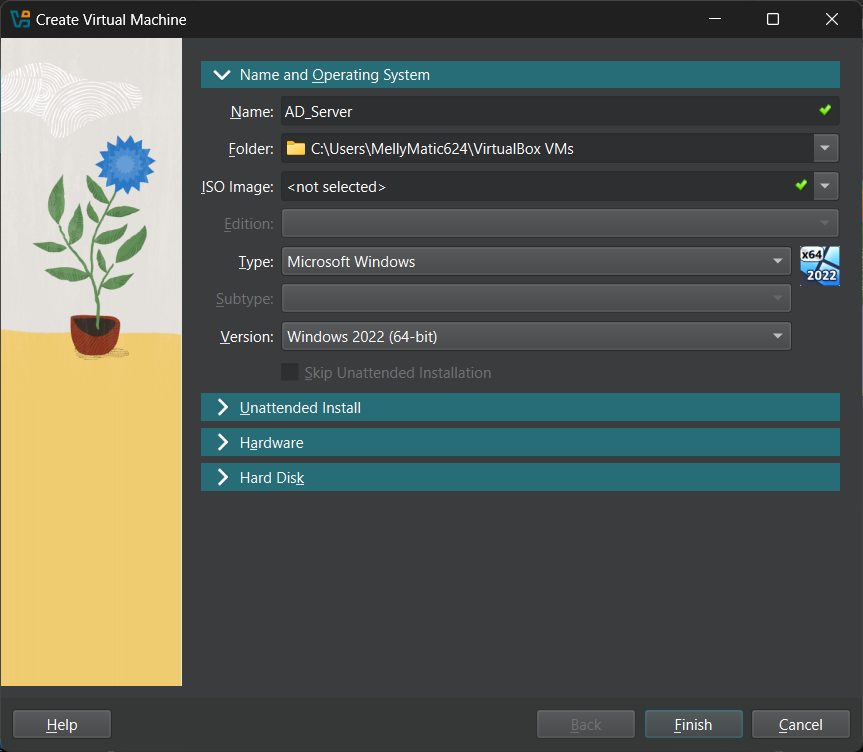 Create Virtual Machine
Name and Operating System
Name: AD_Server
Folder: C:\Users\MellyMatic624\VirtualBox VMs
ISO Image: <not selected>
Edition:
Type: Microsoft Windows
x64
2022
Subtype:
Version: Windows 2022 (64-bit)
Skip Unattended Installation
Unattended Install
Hardware
Hard Disk
Help Back Finish Cancel